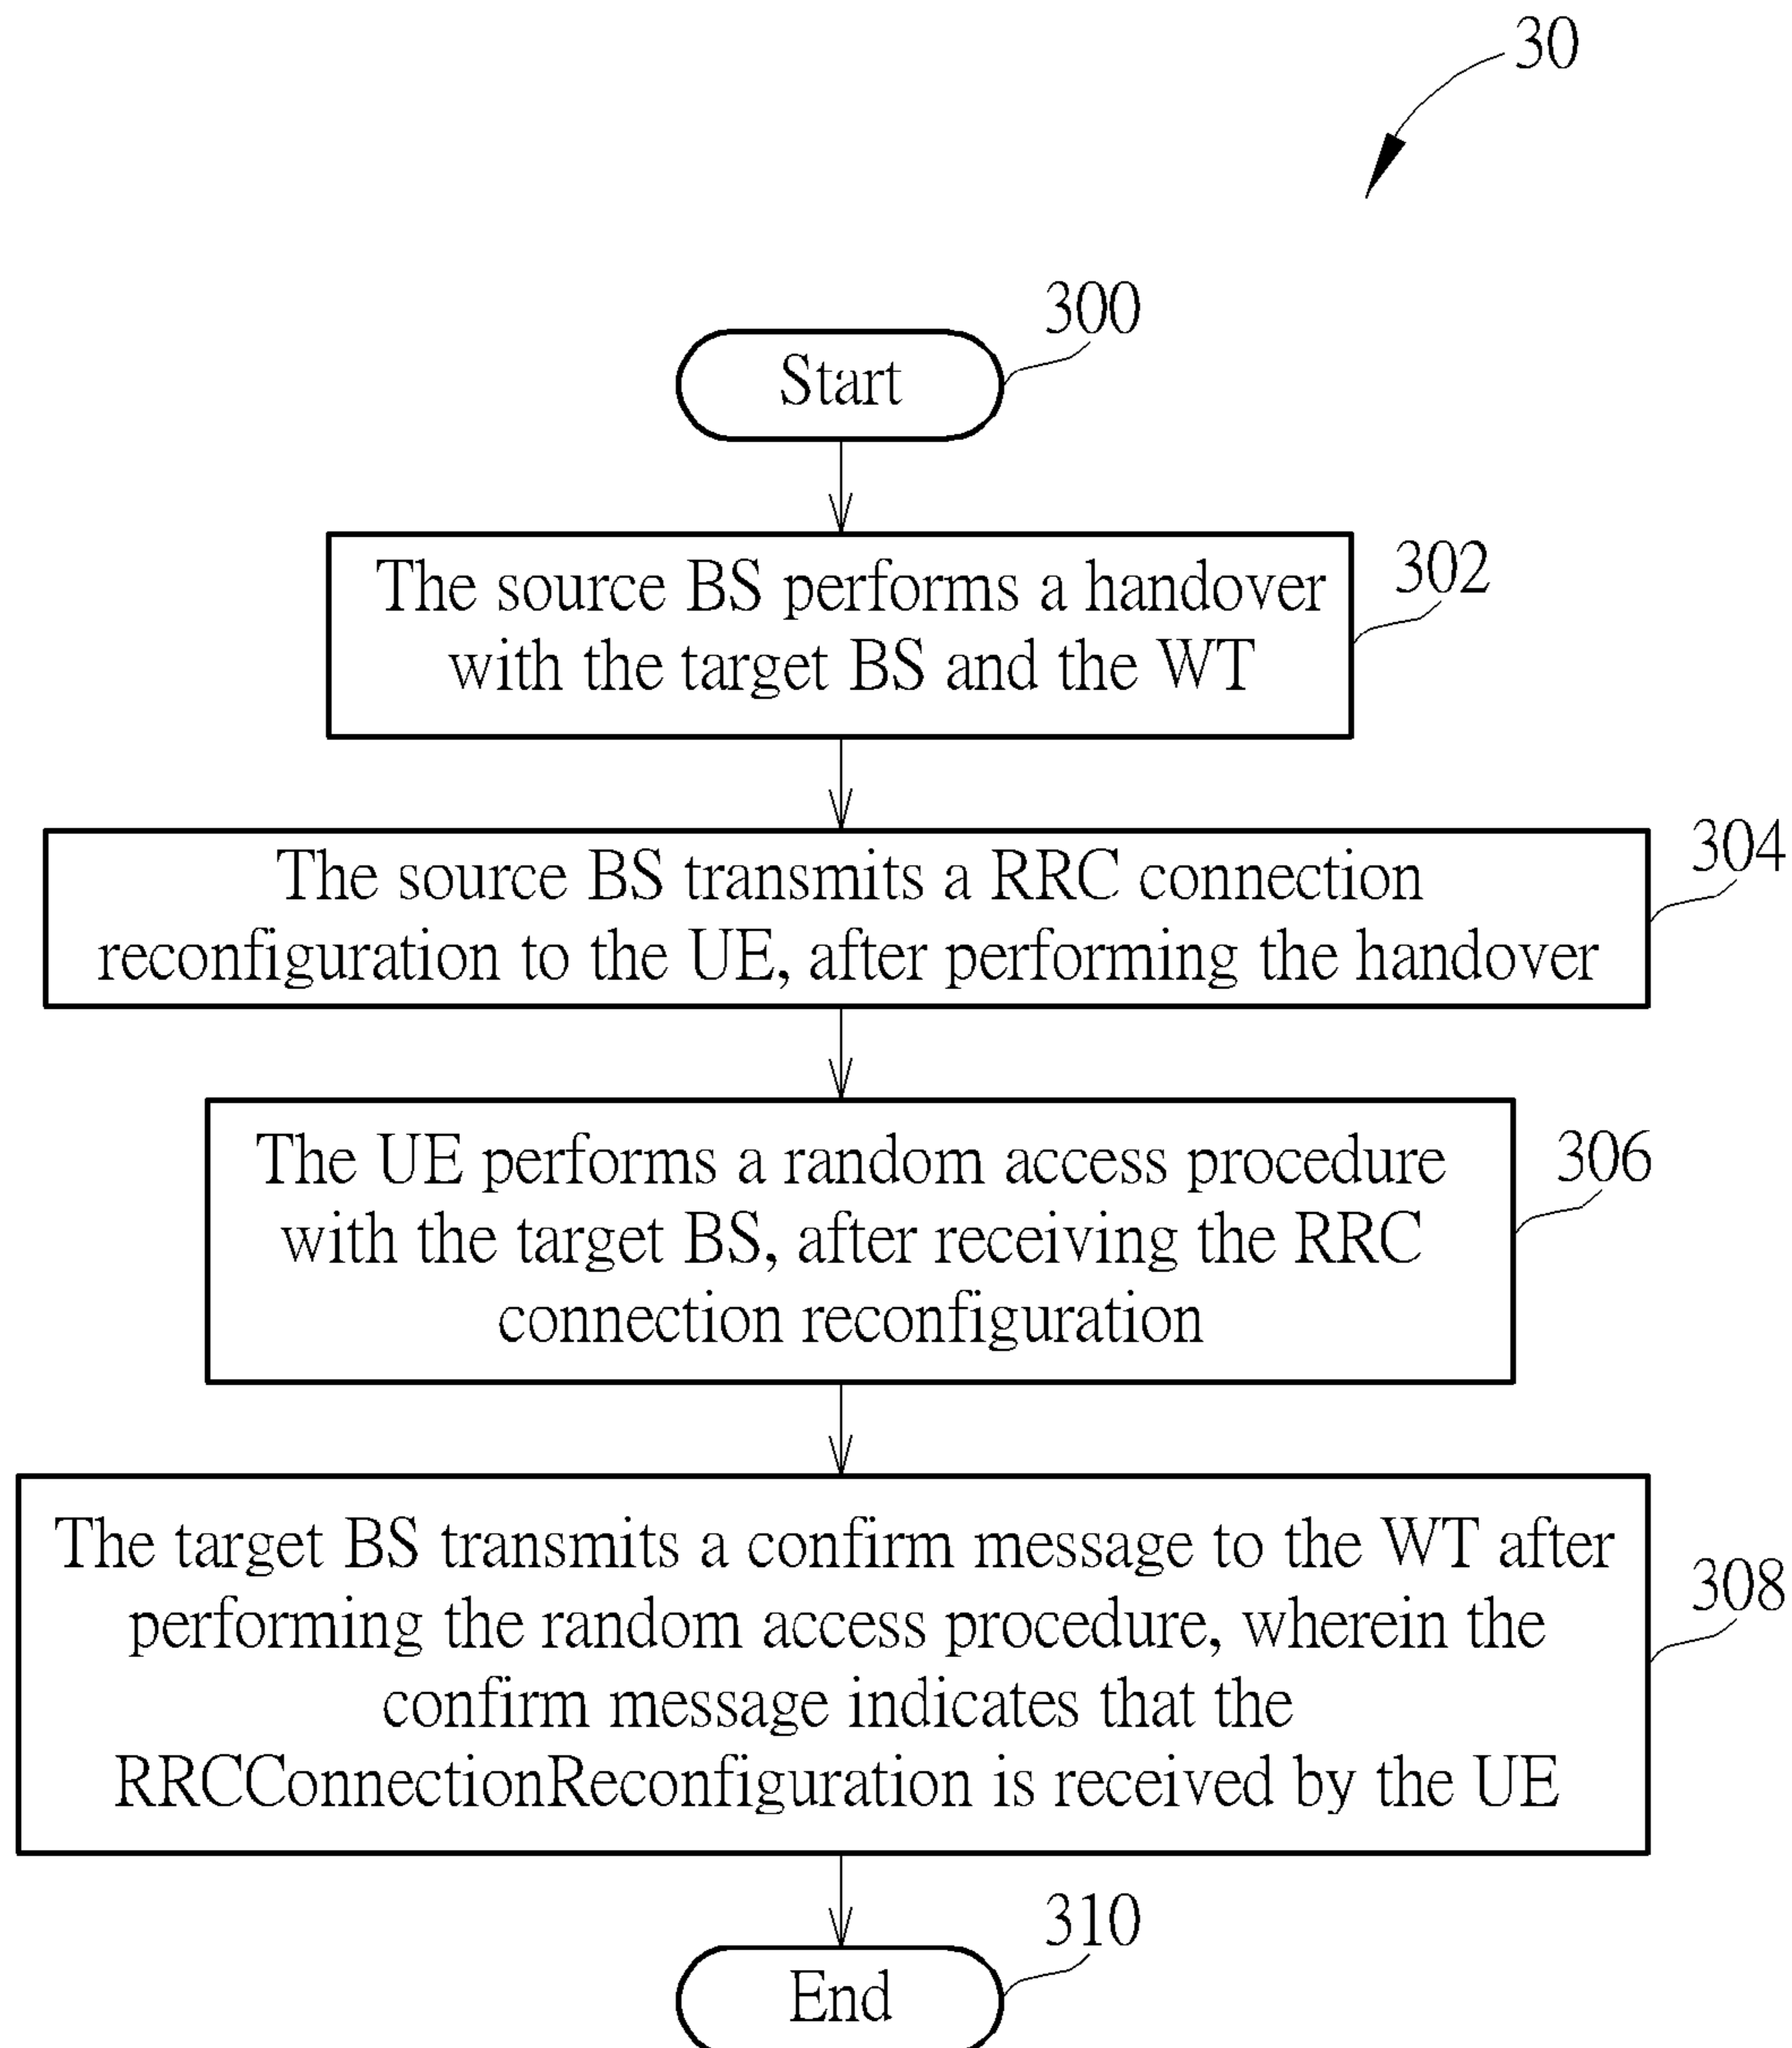 30
300
Start
302
The source BS performs a handover
with the target BS and the WT
304
The source BS transmits a RRC connection
reconfiguration to the UE, after performing the handover
306
The UE performs a random access procedure
with the target BS, after receiving the RRC
connection reconfiguration
308
The target BS transmits a confirm message to the WT after
performing the random access procedure, wherein the
confirm message indicates that the
RRCConnectionReconfiguration is received by the UE
310
End